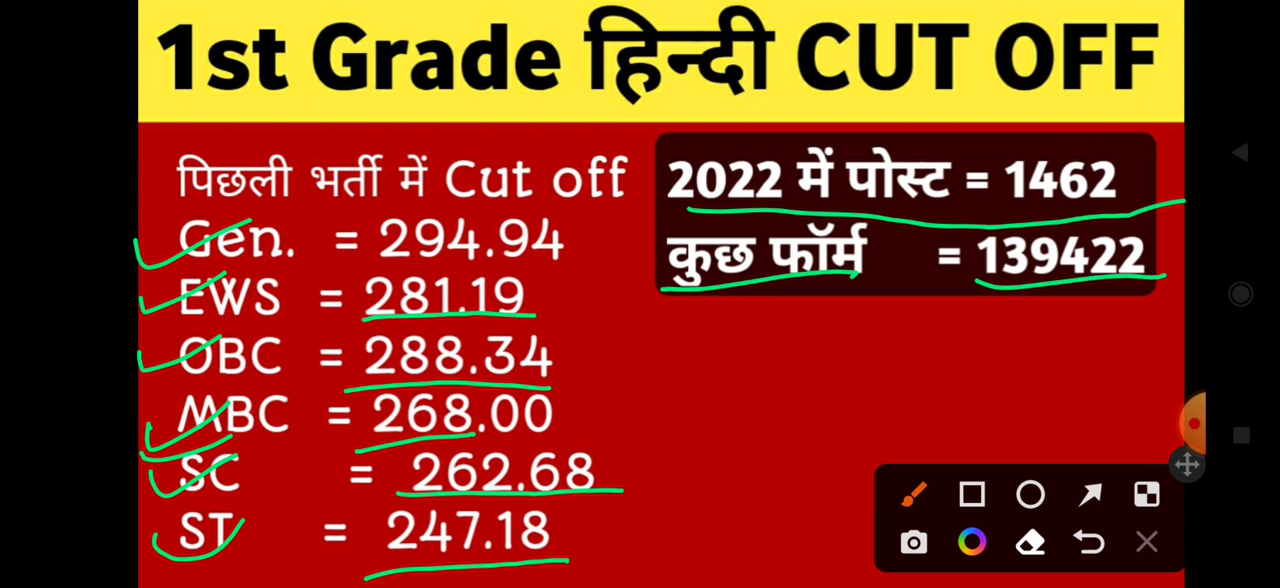 1st Grade हिन्दी CUT OFF
पिछली भर्ती में Cut off
Gen. = 294.94
EWS = 281.19
OBC = 288.34
MBC = 268.00
SC = 262.68
ST = 247.18
2022 में पोस्ट = 1462
कुछ फॉर्म = 139422